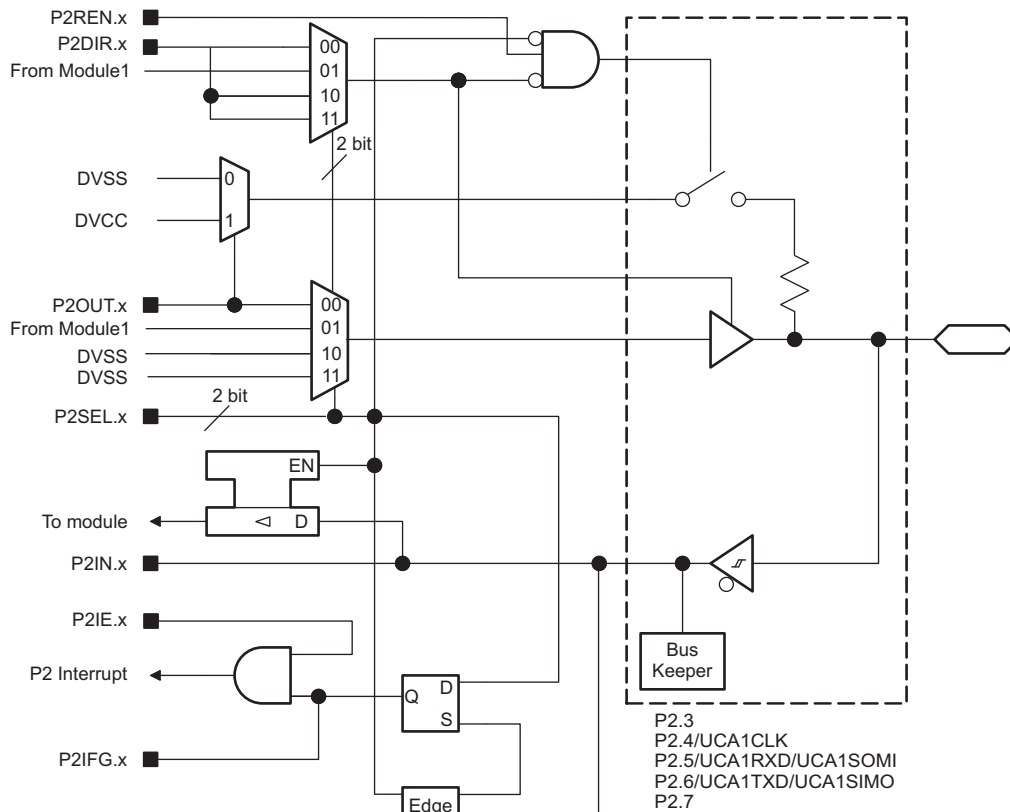 P2REN.x
P2DIR.x
From Module1
00
01
10
11
2 bit
DVSS
DVCC
0
1
P2OUT.x
From Module1
DVSS
DVSS
00
01
10
11
2 bit
P2SEL.x
EN
D
To module
P2IN.x
P2IE.x
P2 Interrupt
P2IFG.x
Q
D
S
Edge
Bus
Keeper
P2.3
P2.4/UCA1CLK
P2.5/UCA1RXD/UCA1SOMI
P2.6/UCA1TXD/UCA1SIMO
P2.7